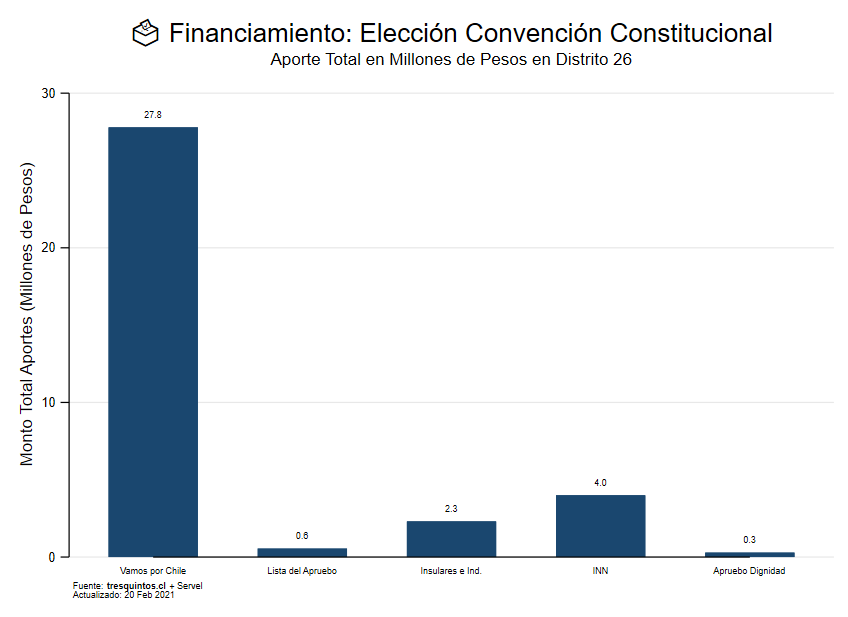 Financiamiento: Elección Convención Constitucional
Aporte Total en Millones de Pesos en Distrito 26
Monto Total Aportes (Millones de Pesos)
30
20
10
0
27.8
0.6
2.3
4.0
0.3
Vamos por Chile
Lista del Apruebo
Insulares e Ind.
INN
Apruebo Dignidad
Fuente: tresquintos.cl + Servel
Actualizado: 20 Feb 2021